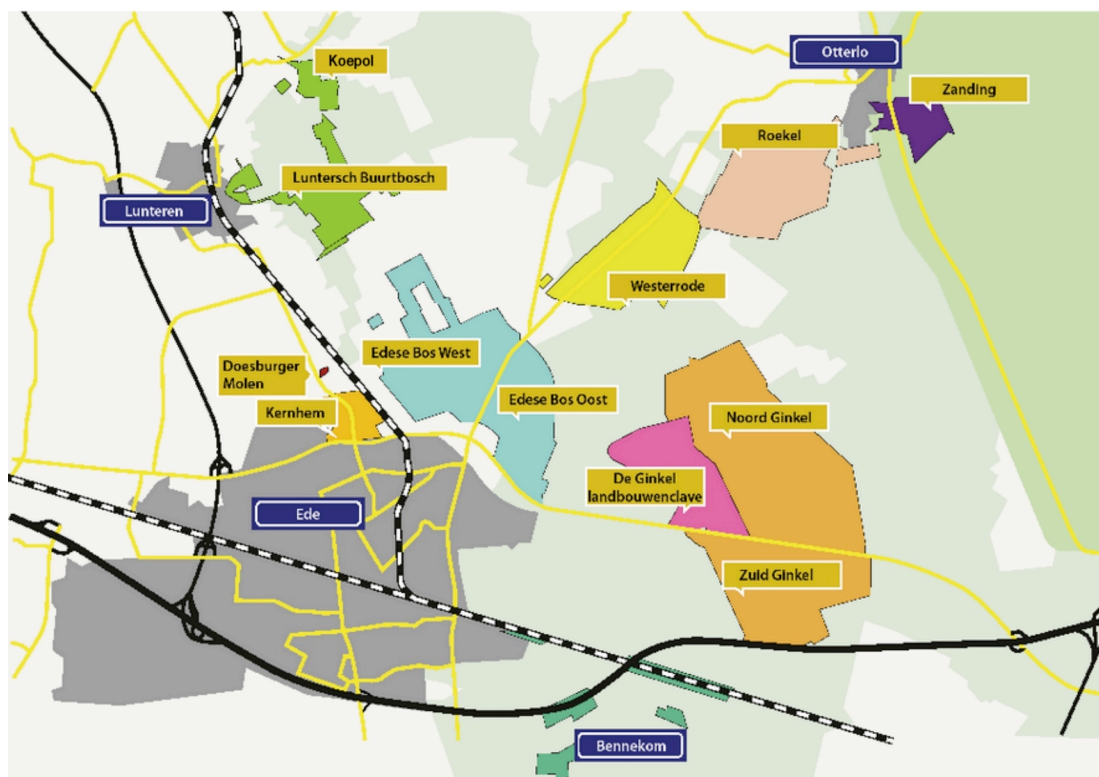 Otterlo
Koepol
Zanding
Roekel
Luntersch Buurtbosch
Lunteren
Westerrode
Edese Bos West
Doesburger
Molen
Edese Bos Oost
Kernhem
Noord Ginkel
De Ginkel
landbouwenclave
Ede
Zuid Ginkel
Bennekom